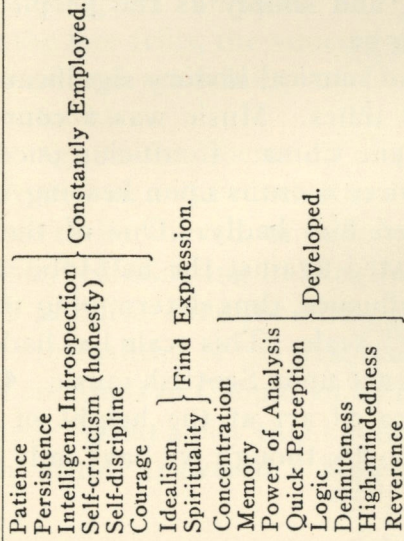 Patience
Persistence
Intelligent Introspection
Self-criticism (honesty)
Self-discipline
Courage
Constantly Employed.
Idealism
Spirituality
Find Expression.
Concentration
Memory
Power of Analysis
Quick Perception
Logic
Definiteness
High-mindedness
Reverence
Developed.